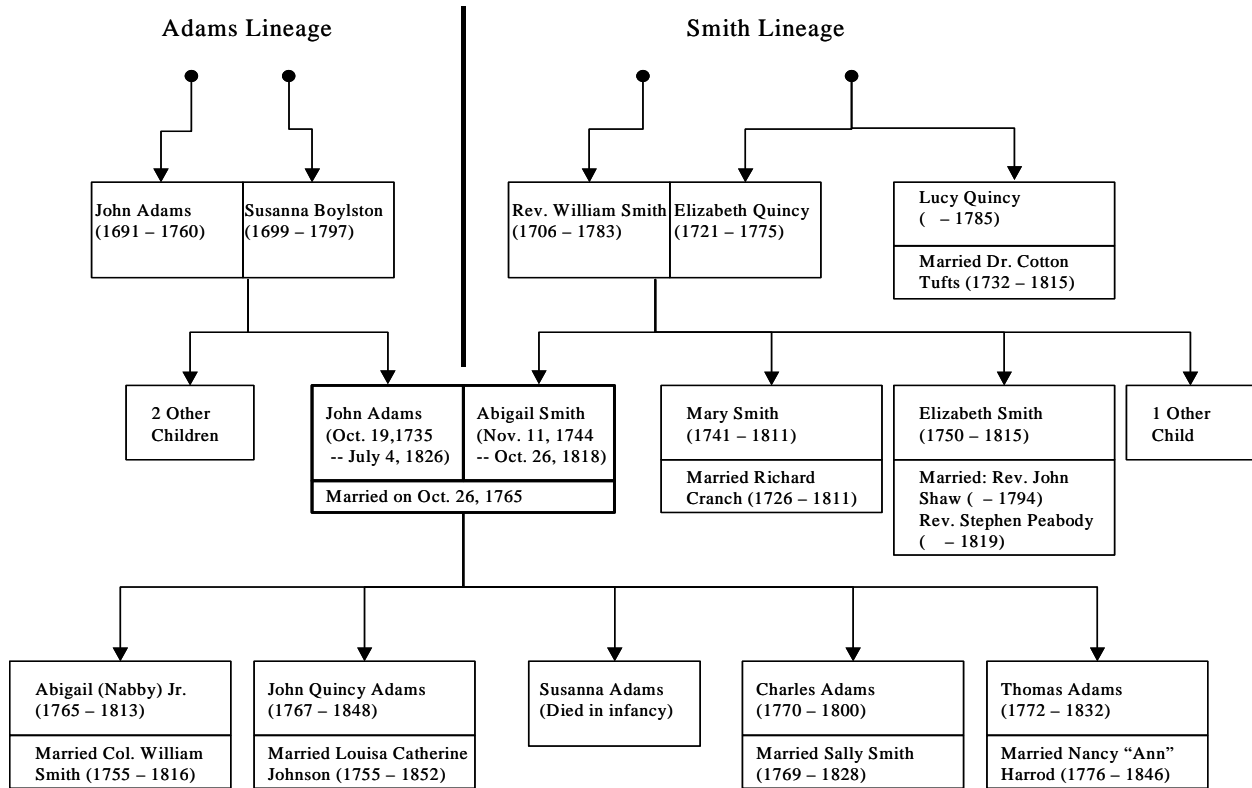 Adams Lineage
Smith Lineage
John Adams
(1691 – 1760)
Susanna Boylston
(1699 – 1797)
Rev. William Smith
(1706 – 1783)
Elizabeth Quincy
(1721 – 1775)
Lucy Quincy
(   – 1785)
Married Dr. Cotton
Tufts (1732 – 1815)
2 Other
Children
John Adams
(Oct. 19,1735
-- July 4, 1826)
Abigail Smith
(Nov. 11, 1744
-- Oct. 26, 1818)
Married on Oct. 26, 1765
Mary Smith
(1741 – 1811)
Married Richard
Cranch (1726 – 1811)
Elizabeth Smith
(1750 – 1815)
Married: Rev. John
Shaw (   – 1794)
Rev. Stephen Peabody
(   – 1819)
1 Other
Child
Abigail (Nabby) Jr.
(1765 – 1813)
Married Col. William
Smith (1755 – 1816)
John Quincy Adams
(1767 – 1848)
Married Louisa Catherine
Johnson (1755 – 1852)
Susanna Adams
(Died in infancy)
Charles Adams
(1770 – 1800)
Married Sally Smith
(1769 – 1828)
Thomas Adams
(1772 – 1832)
Married Nancy “Ann”
Harrod (1776 – 1846)